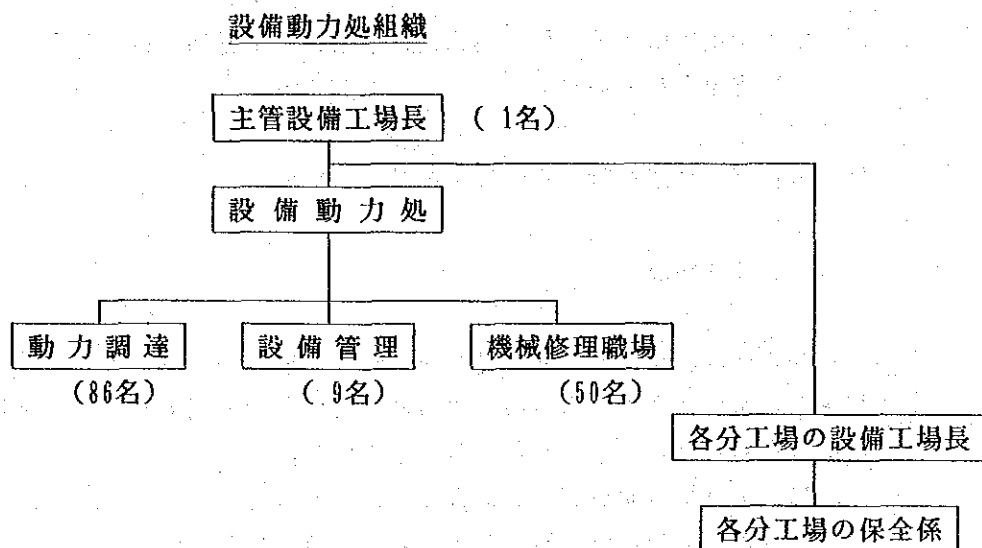 設備動力処組織
主管設備工場長 ( 1名)
設備動力処
動力調達 設備管理 機械修理職場
(86名) ( 9名) (50名)
各分工場の設備工場長
各分工場の保全係